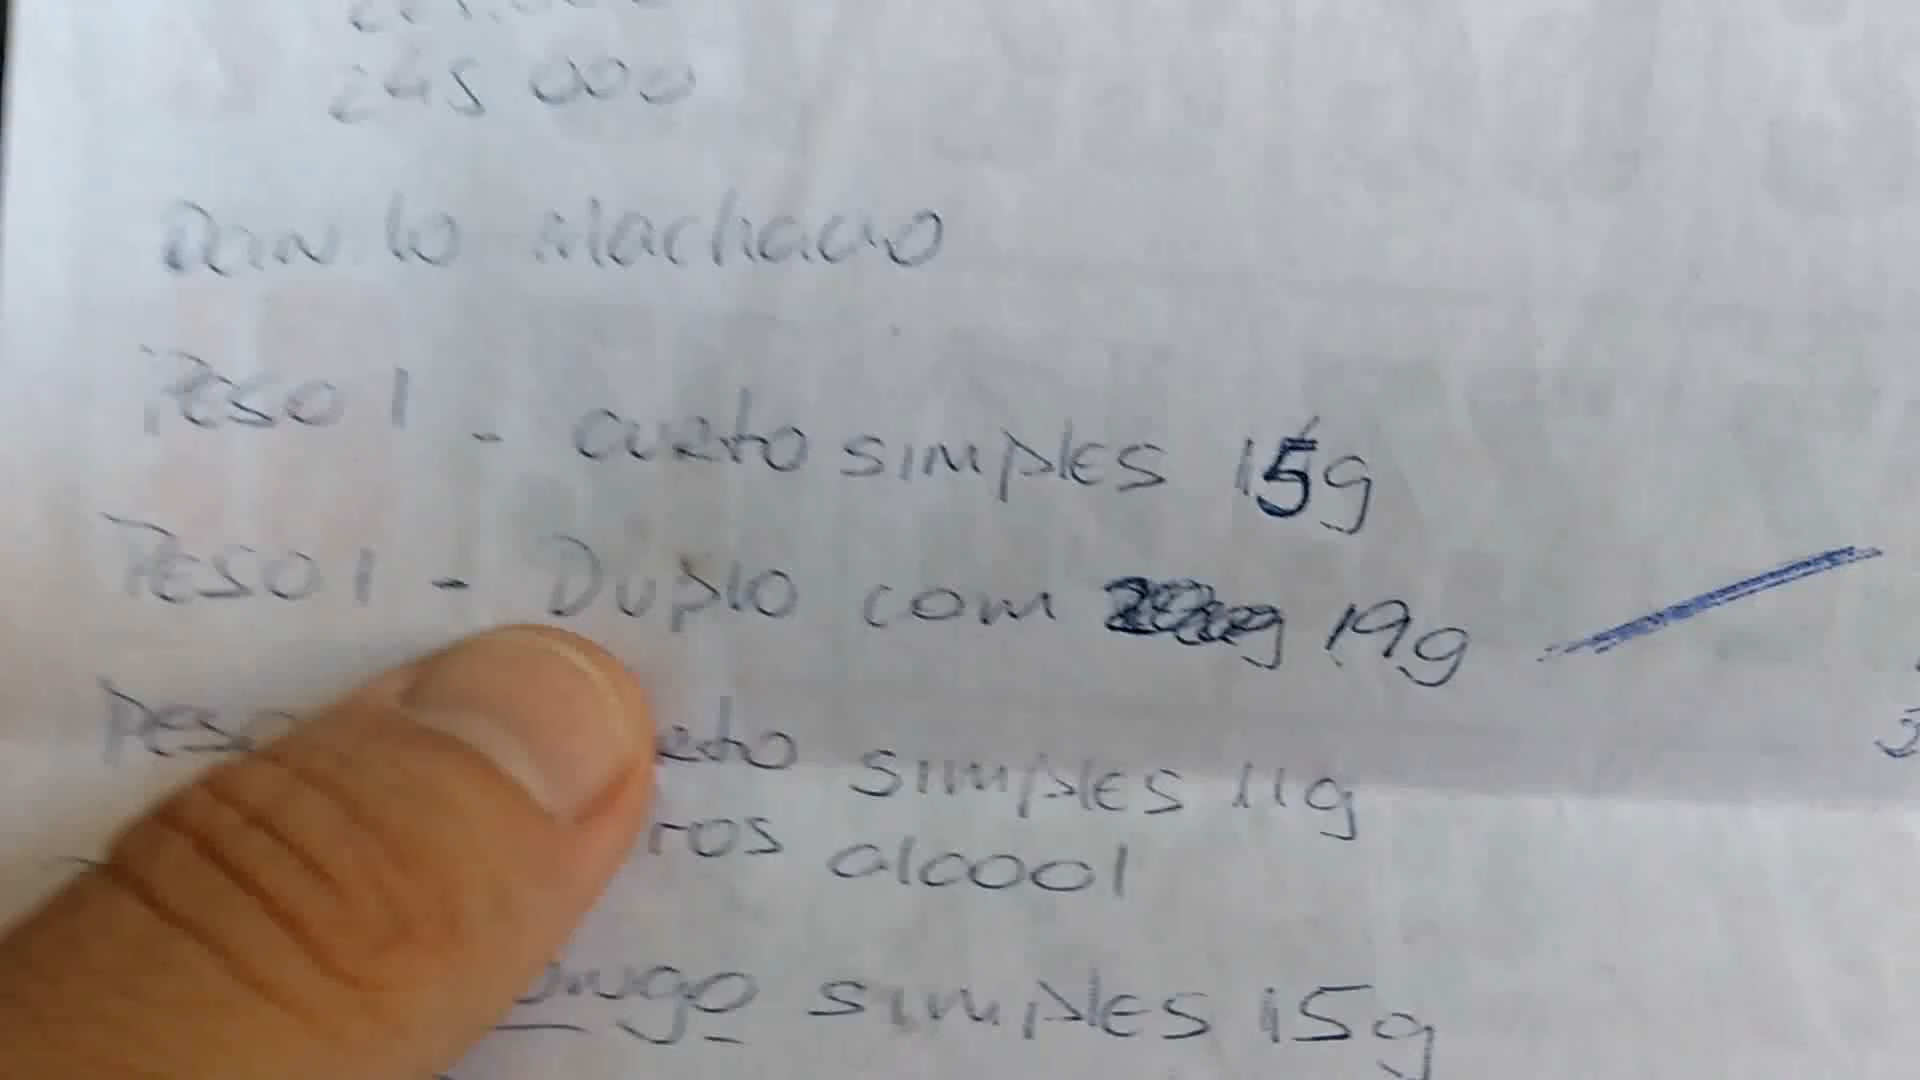 245 000
Danilo Machado
Peso 1 - curto simples 15g
Peso 1 - Duplo com 19g
Peso simples 11g
alcool
simples 15g